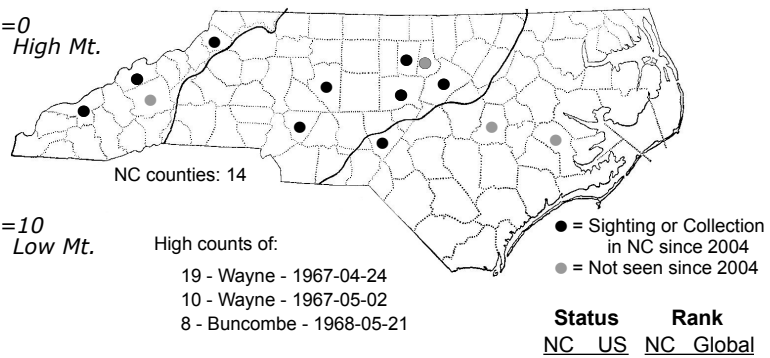 =0
High Mt.
NC counties: 14
=10
Low Mt.
High counts of:
19 - Wayne - 1967-04-24
10 - Wayne - 1967-05-02
8 - Buncombe - 1968-05-21
= Sighting or Collection
in NC since 2004
= Not seen since 2004
Status Rank
NC US NC Global